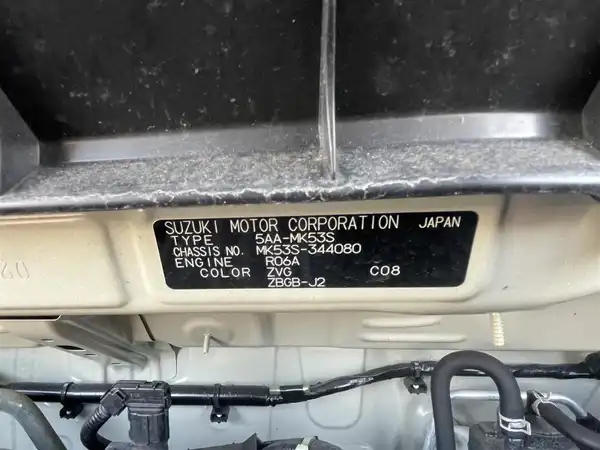 SUZUKI MOTOR CORPORATION JAPAN
TYPE 5AA-MK53S
CHASSIS NO. MK53S-344080
ENGINE R06A
COLOR ZVG C08
ZBGB-J2